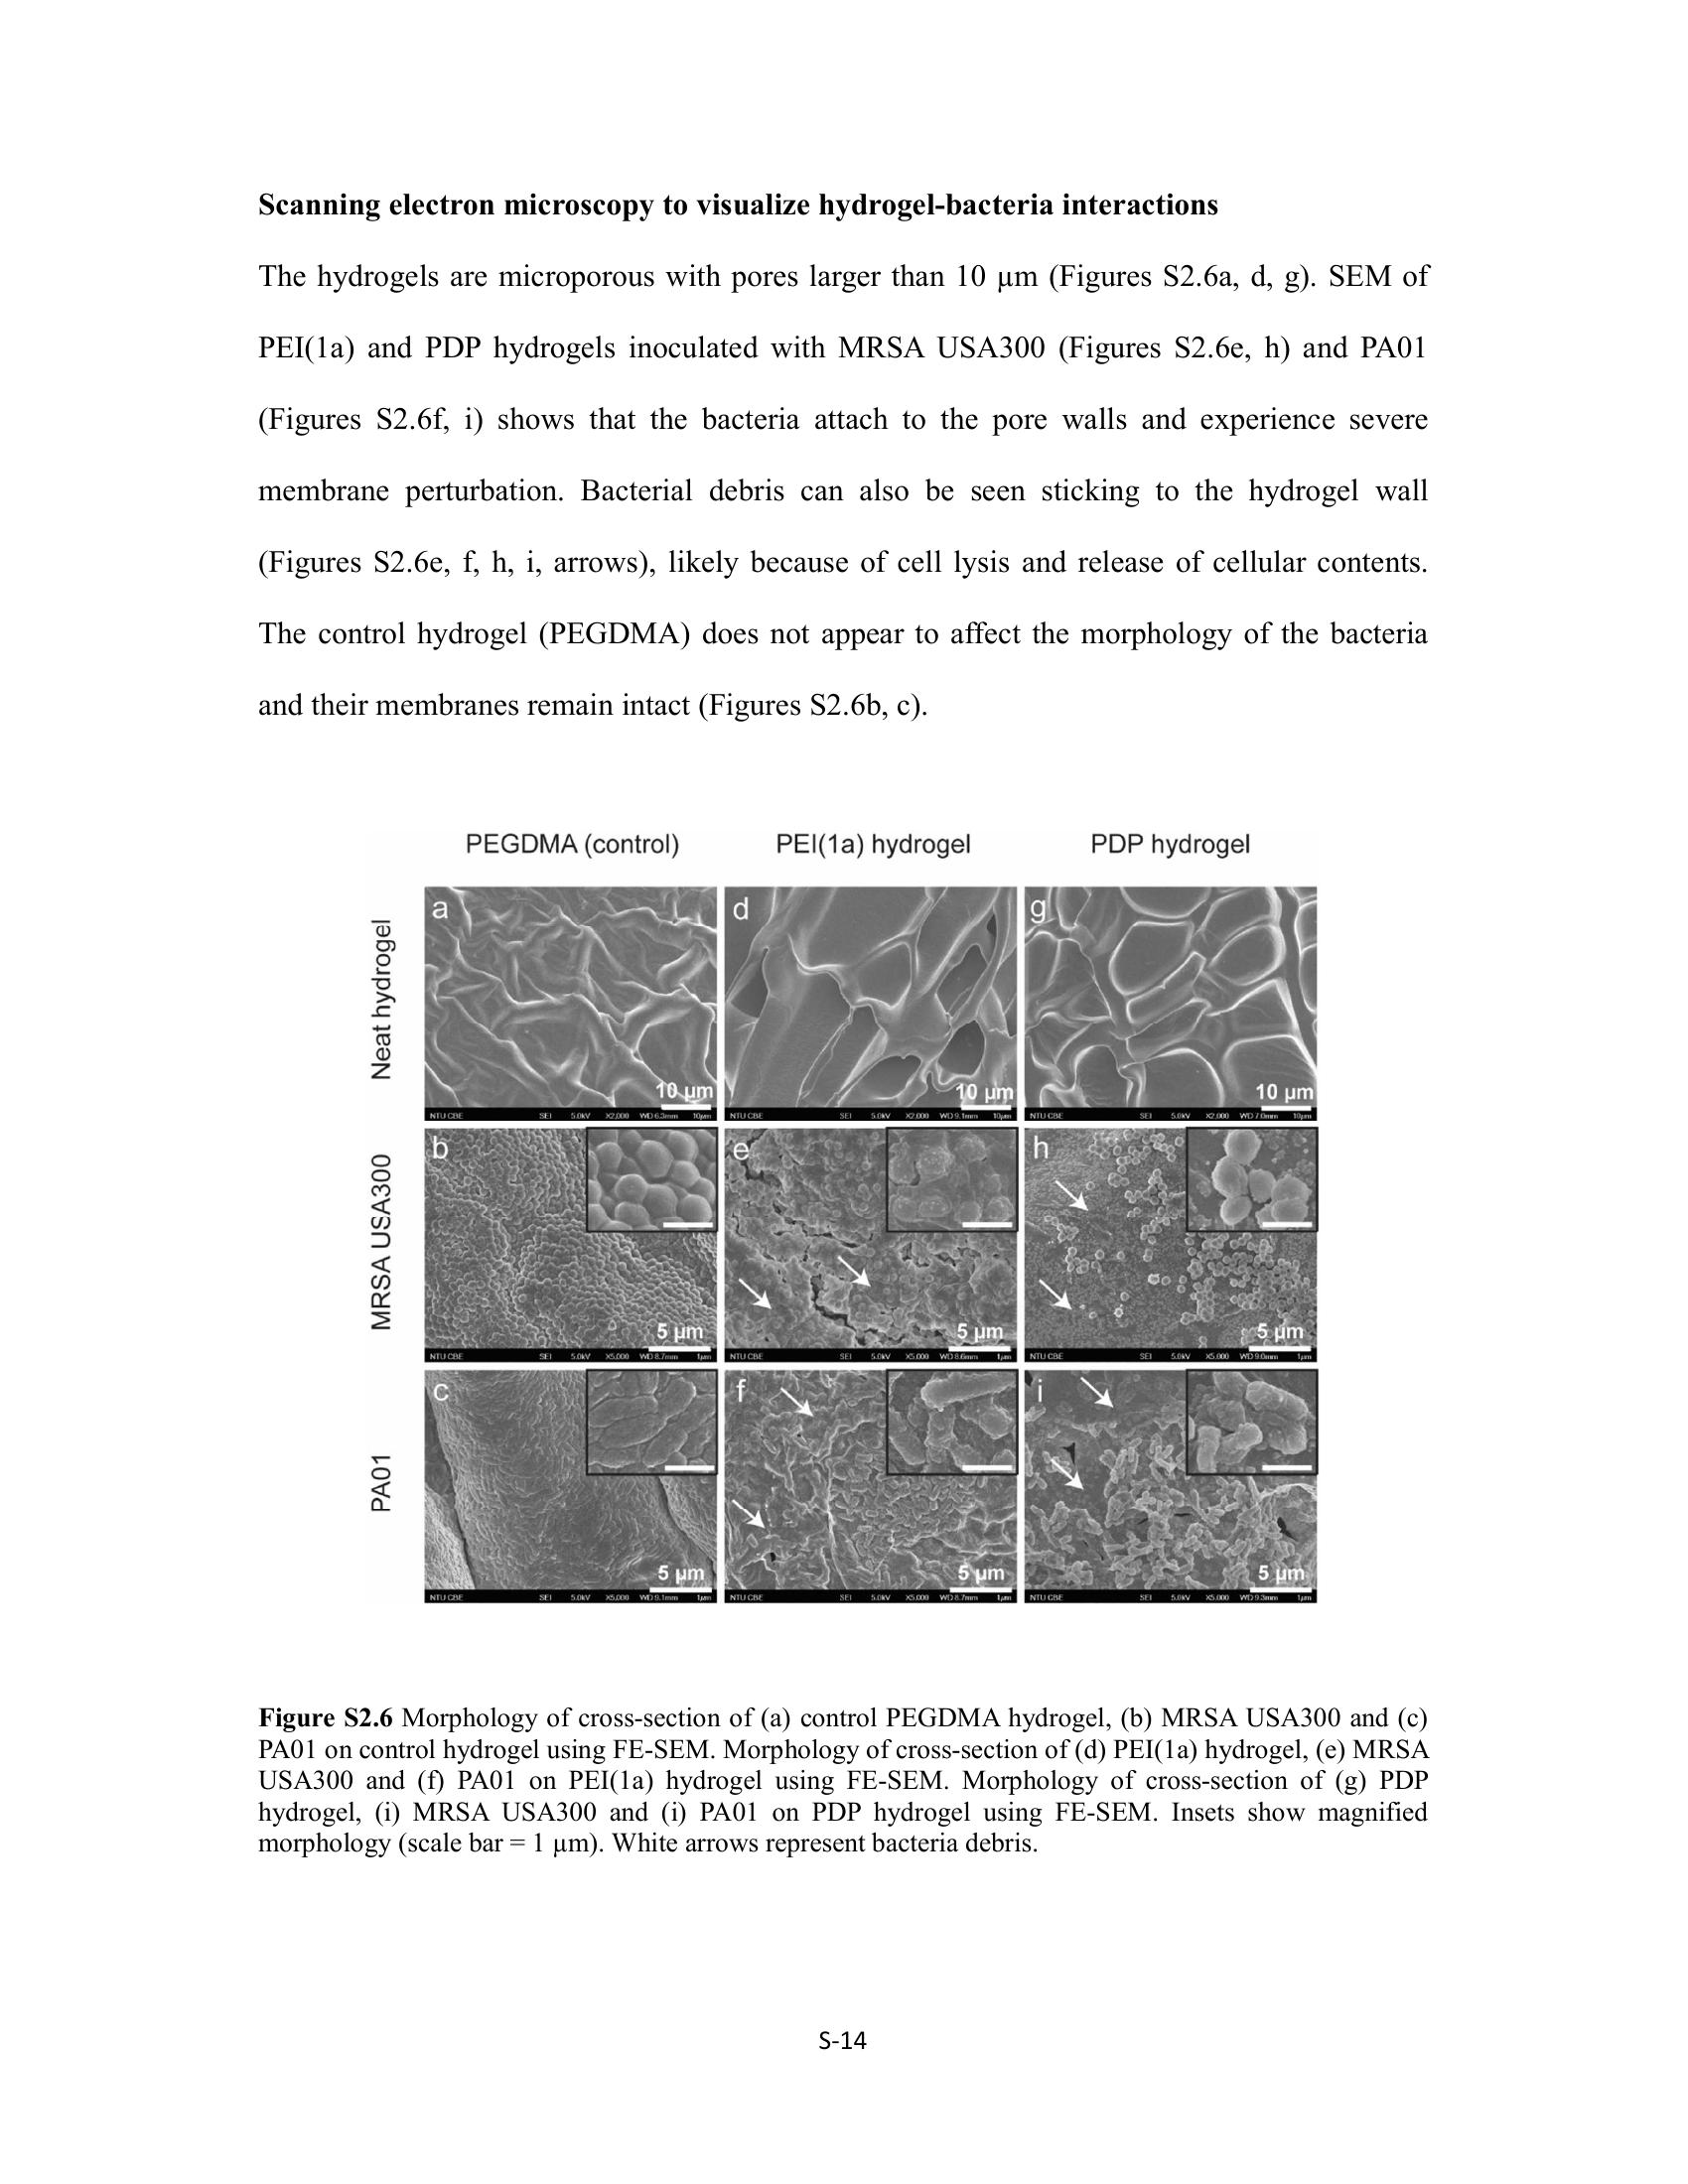 Scanning electron microscopy to visualize hydrogel-bacteria interactions
The hydrogels are microporous with pores larger than 10 µm (Figures S2.6a, d, g). SEM of
PEI(1a) and PDP hydrogels inoculated with MRSA USA300 (Figures S2.6e, h) and PA01
(Figures S2.6f, i) shows that the bacteria attach to the pore walls and experience severe
membrane perturbation. Bacterial debris can also be seen sticking to the hydrogel wall
(Figures S2.6e, f, h, i, arrows), likely because of cell lysis and release of cellular contents.
The control hydrogel (PEGDMA) does not appear to affect the morphology of the bacteria
and their membranes remain intact (Figures S2.6b, c).
PEGDMA (control) PEI(1a) hydrogel PDP hydrogel
Neat hydrogel
a d g
10 µm 10 µm 10 µm
NTU CBE SEI 5.0kV X2,000 WD 6.3mm 10µm NTU CBE SEI 5.0kV X2,000 WD 9.1mm 10µm NTU CBE SEI 5.0kV X2,000 WD 7.0mm 10µm
MRSA USA300
b e h
5 µm 5 µm 5 µm
NTU CBE SEI 5.0kV X5,000 WD 8.7mm 1µm NTU CBE SEI 5.0kV X5,000 WD 8.6mm 1µm NTU CBE SEI 5.0kV X5,000 WD 9.0mm 1µm
PA01
c f i
5 µm 5 µm 5 µm
NTU CBE SEI 5.0kV X5,000 WD 9.1mm 1µm NTU CBE SEI 5.0kV X5,000 WD 8.7mm 1µm NTU CBE SEI 5.0kV X5,000 WD 9.3mm 1µm
Figure S2.6 Morphology of cross-section of (a) control PEGDMA hydrogel, (b) MRSA USA300 and (c)
PA01 on control hydrogel using FE-SEM. Morphology of cross-section of (d) PEI(1a) hydrogel, (e) MRSA
USA300 and (f) PA01 on PEI(1a) hydrogel using FE-SEM. Morphology of cross-section of (g) PDP
hydrogel, (i) MRSA USA300 and (i) PA01 on PDP hydrogel using FE-SEM. Insets show magnified
morphology (scale bar = 1 µm). White arrows represent bacteria debris.
S-14